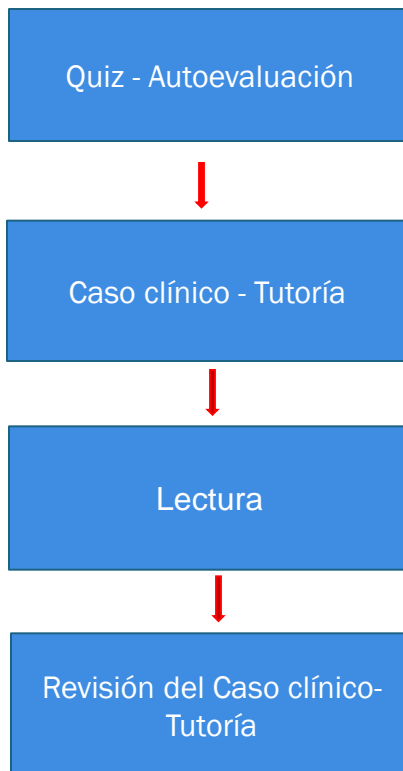 Quiz - Autoevaluación
Caso clínico - Tutoría
Lectura
Revisión del Caso clínico-
Tutoría